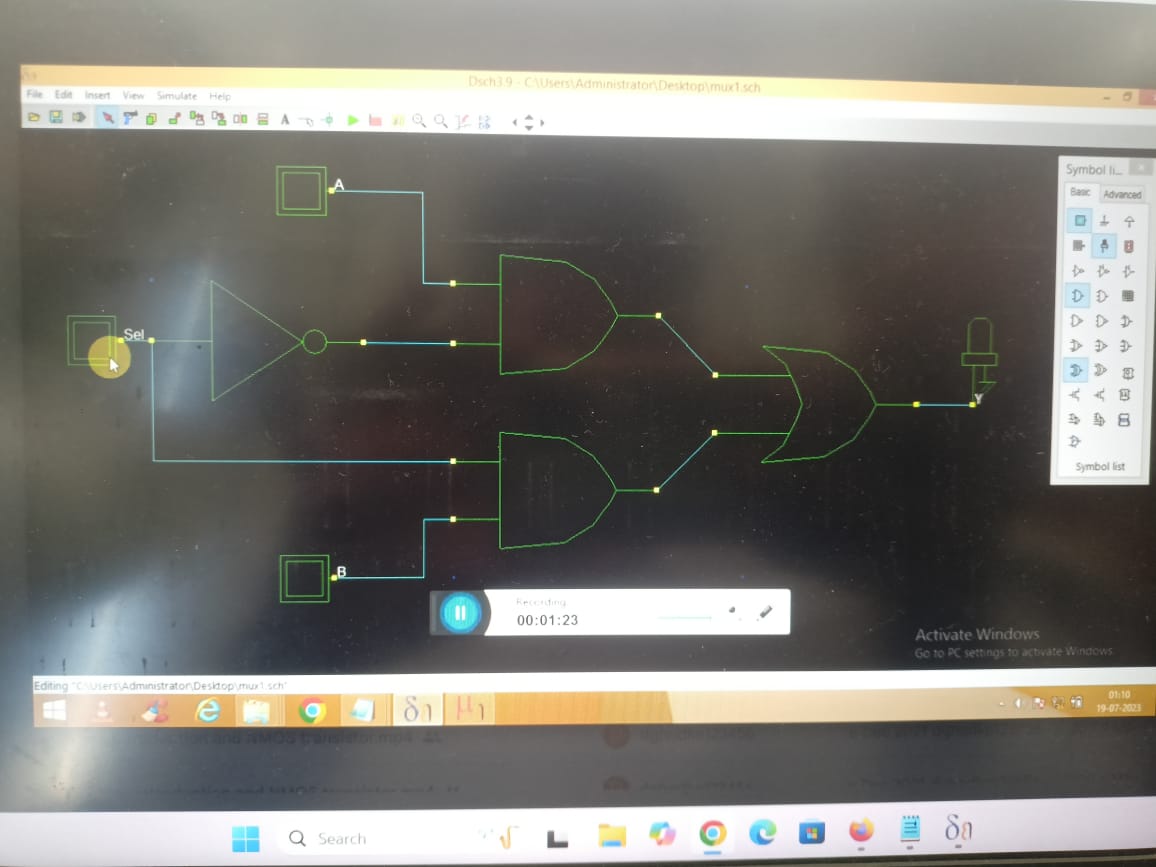 Dsch3.9 - C:\Users\Administrator\Desktop\mux1.sch
File Edit Insert View Simulate Help
Symbol li...
Basic Advanced
A
Sel
Y
B
Symbol list
Recording
00:01:23
Activate Windows
Go to PC settings to activate Windows.
Editing "C:\Users\Administrator\Desktop\mux1.sch"
01:10
19-07-2023
Search